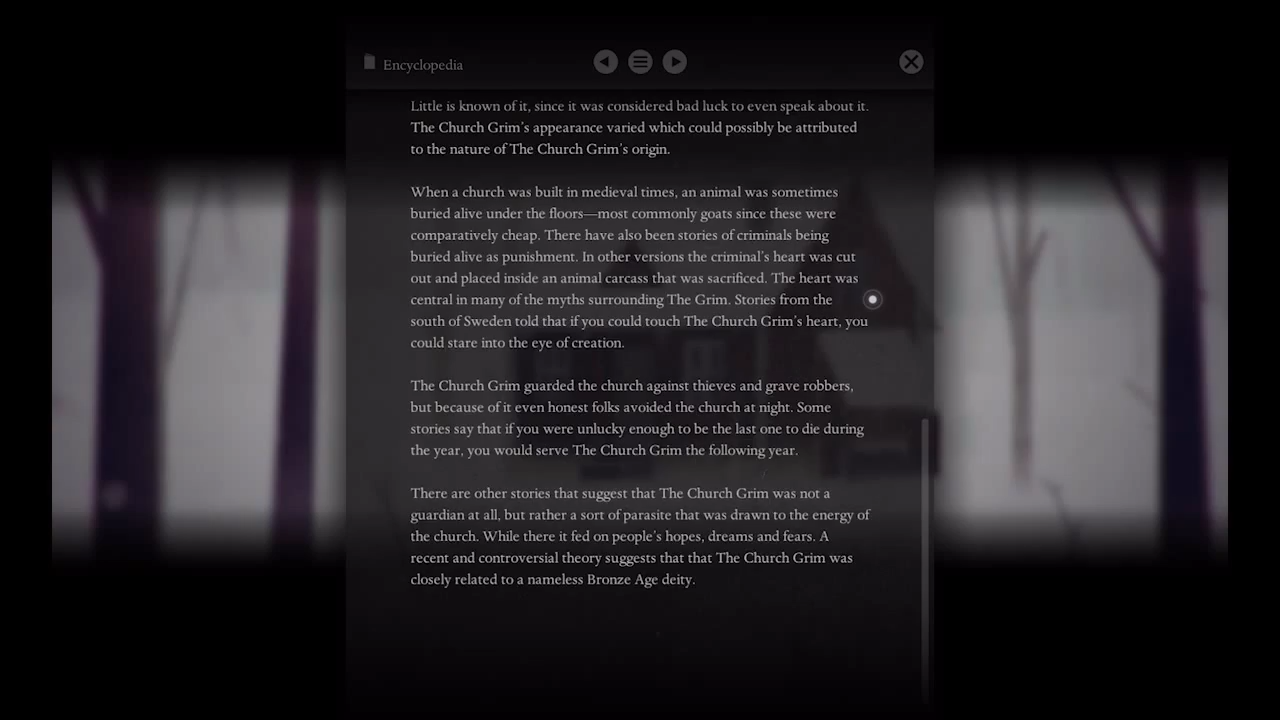 Encyclopedia
Little is known of it, since it was considered bad luck to even speak about it.
The Church Grim's appearance varied which could possibly be attributed
to the nature of The Church Grim's origin.
When a church was built in medieval times, an animal was sometimes
buried alive under the floors—most commonly goats since these were
comparatively cheap. There have also been stories of criminals being
buried alive as punishment. In other versions the criminal's heart was cut
out and placed inside an animal carcass that was sacrificed. The heart was
central in many of the myths surrounding The Grim. Stories from the
south of Sweden told that if you could touch The Church Grim's heart, you
could stare into the eye of creation.
The Church Grim guarded the church against thieves and grave robbers,
but because of it even honest folks avoided the church at night. Some
stories say that if you were unlucky enough to be the last one to die during
the year, you would serve The Church Grim the following year.
There are other stories that suggest that The Church Grim was not a
guardian at all, but rather a sort of parasite that was drawn to the energy of
the church. While there it fed on people's hopes, dreams and fears. A
recent and controversial theory suggests that that The Church Grim was
closely related to a nameless Bronze Age deity.